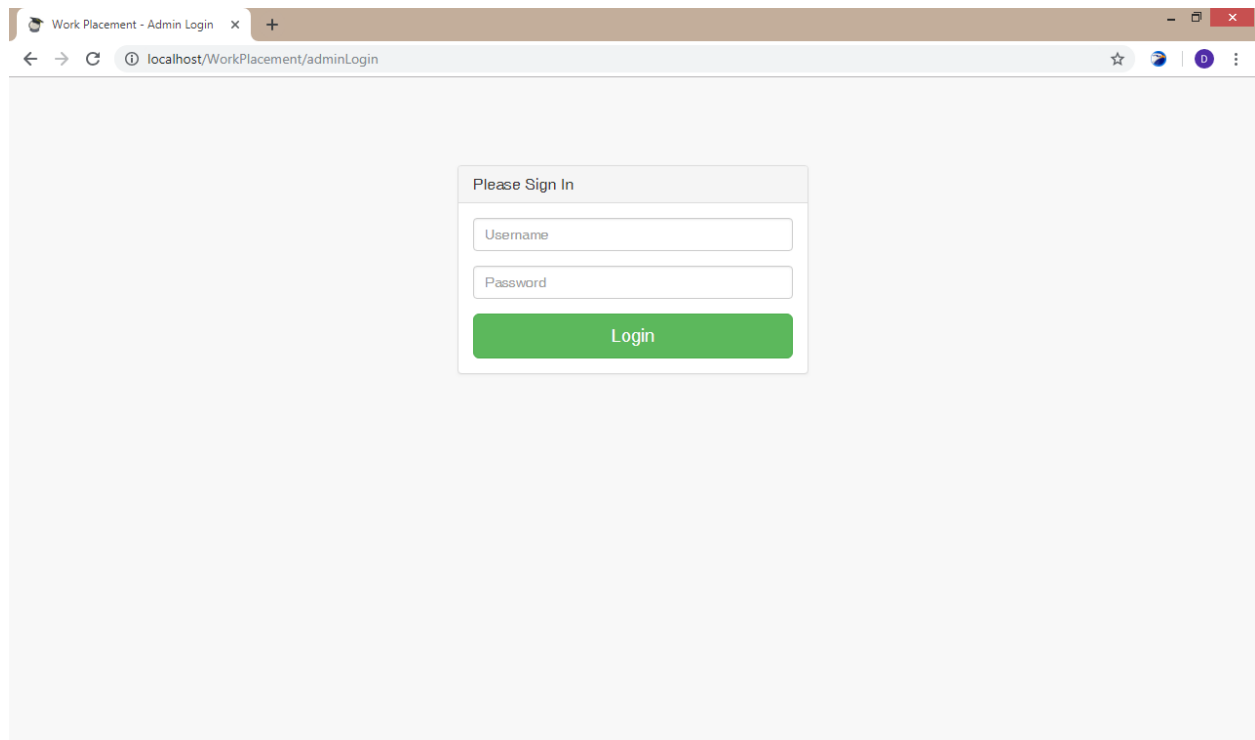 Work Placement - Admin Login
localhost/WorkPlacement/adminLogin
D
Please Sign In
Username
Password
Login